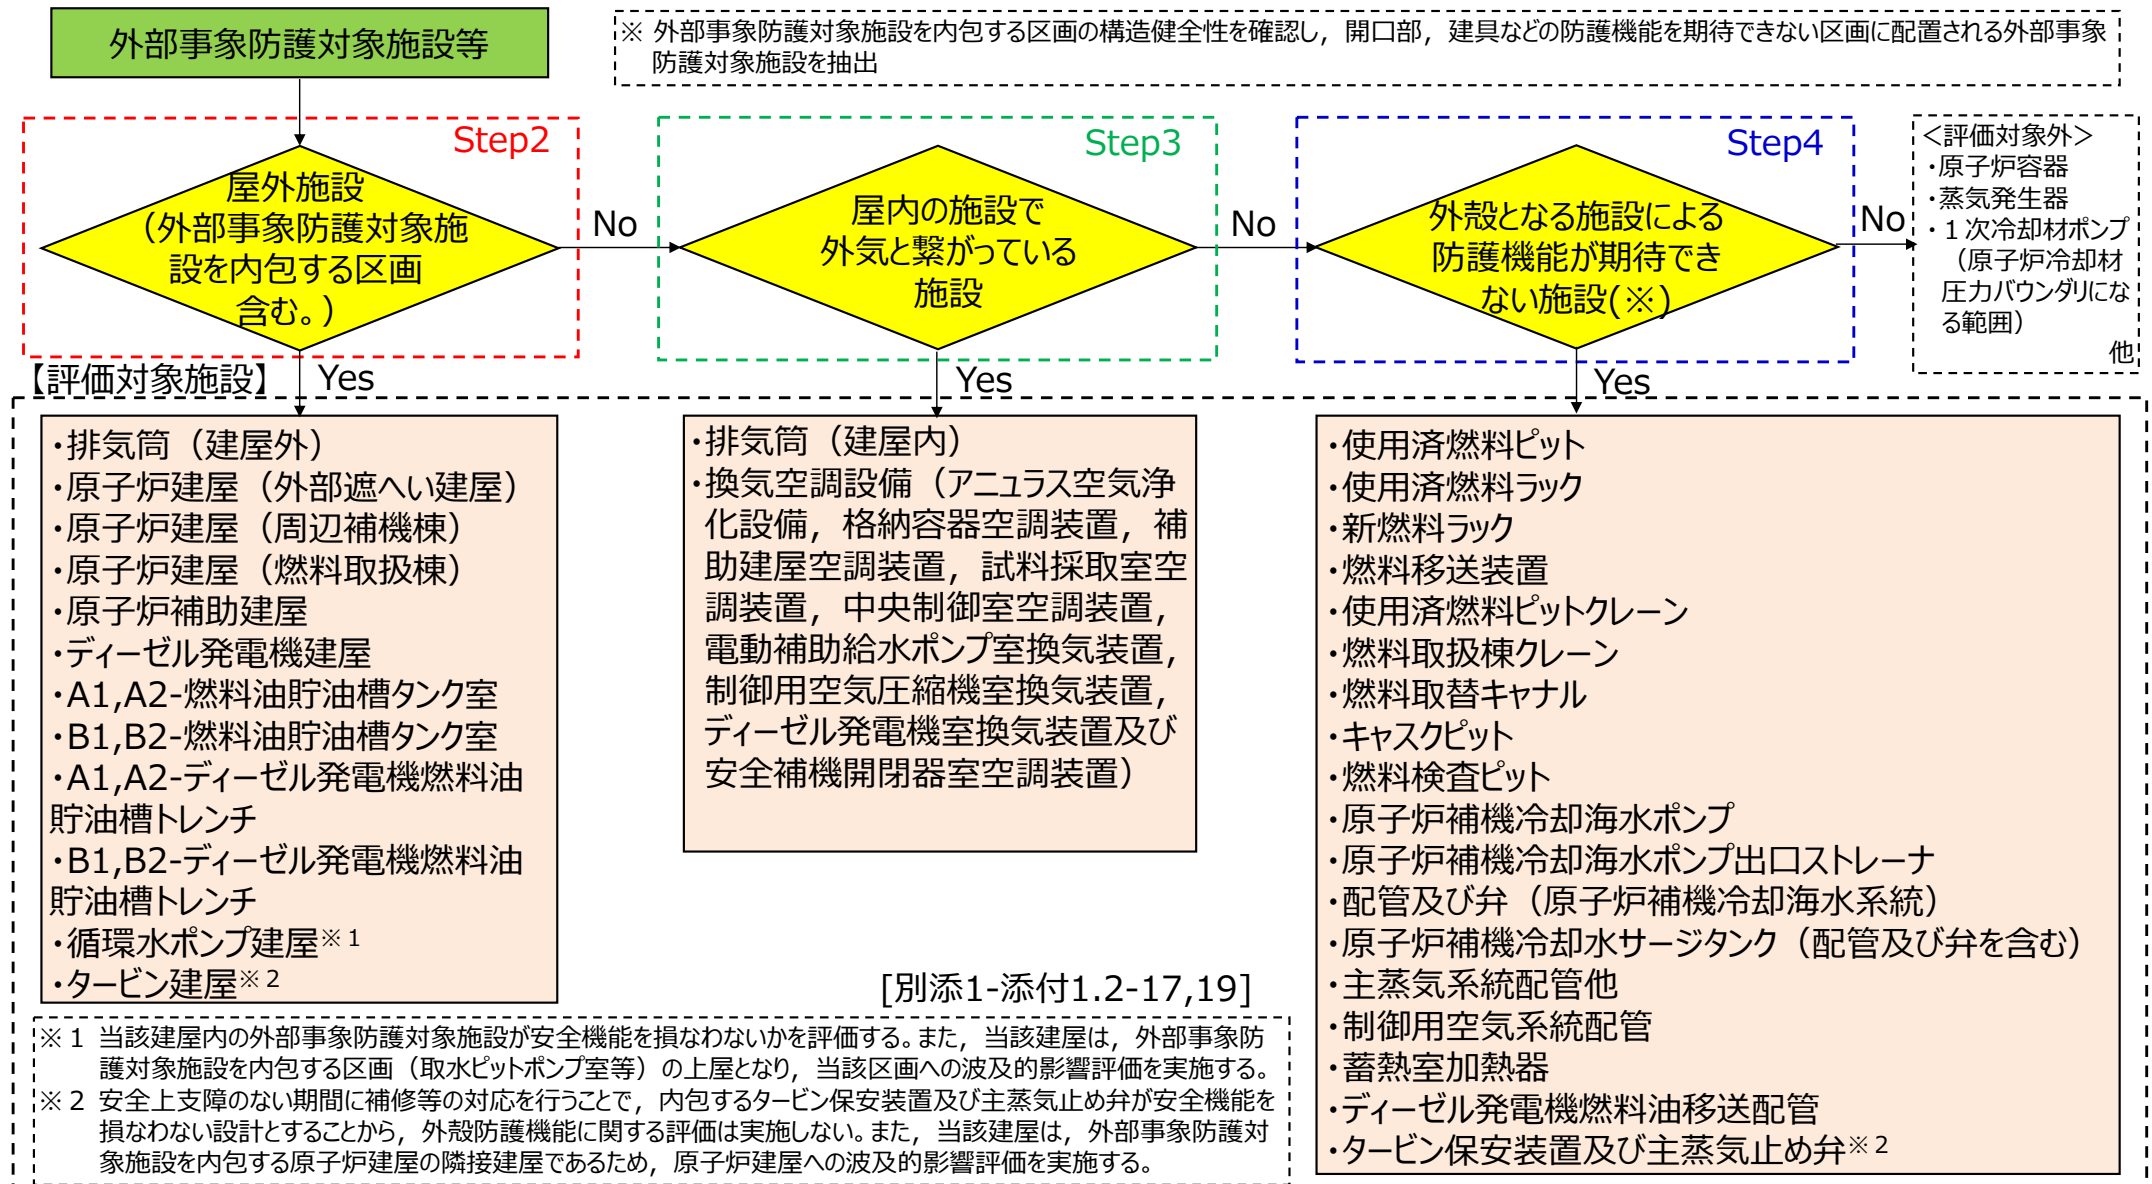 外部事象防護対象施設等
※ 外部事象防護対象施設を内包する区画の構造健全性を確認し，開口部，建具などの防護機能を期待できない区画に配置される外部事象
防護対象施設を抽出
Step2
屋外施設
（外部事象防護対象施
設を内包する区画
含む。）
No
Yes
Step3
屋内の施設で
外気と繋がっている
施設
No
Yes
Step4
外殻となる施設による
防護機能が期待でき
ない施設(※)
No
Yes
＜評価対象外＞
・原子炉容器
・蒸気発生器
・１次冷却材ポンプ
（原子炉冷却材
圧力バウンダリにな
る範囲）
他
【評価対象施設】
・排気筒（建屋外）
・原子炉建屋（外部遮へい建屋）
・原子炉建屋（周辺補機棟）
・原子炉建屋（燃料取扱棟）
・原子炉補助建屋
・ディーゼル発電機建屋
・A1,A2-燃料油貯油槽タンク室
・B1,B2-燃料油貯油槽タンク室
・A1,A2-ディーゼル発電機燃料油
貯油槽トレンチ
・B1,B2-ディーゼル発電機燃料油
貯油槽トレンチ
・循環水ポンプ建屋※１
・タービン建屋※２
・排気筒（建屋内）
・換気空調設備（アニュラス空気浄
化設備，格納容器空調装置，補
助建屋空調装置，試料採取室空
調装置，中央制御室空調装置，
電動補助給水ポンプ室換気装置，
制御用空気圧縮機室換気装置，
ディーゼル発電機室換気装置及び
安全補機開閉器室空調装置）
・使用済燃料ピット
・使用済燃料ラック
・新燃料ラック
・燃料移送装置
・使用済燃料ピットクレーン
・燃料取扱棟クレーン
・燃料取替キャナル
・キャスクピット
・燃料検査ピット
・原子炉補機冷却海水ポンプ
・原子炉補機冷却海水ポンプ出口ストレーナ
・配管及び弁（原子炉補機冷却海水系統）
・原子炉補機冷却水サージタンク（配管及び弁を含む）
・主蒸気系統配管他
・制御用空気系統配管
・蓄熱室加熱器
・ディーゼル発電機燃料油移送配管
・タービン保安装置及び主蒸気止め弁※２
[別添1-添付1.2-17,19]
※１ 当該建屋内の外部事象防護対象施設が安全機能を損なわないかを評価する。また，当該建屋は，外部事象防
護対象施設を内包する区画（取水ピットポンプ室等）の上屋となり，当該区画への波及的影響評価を実施する。
※２ 安全上支障のない期間に補修等の対応を行うことで，内包するタービン保安装置及び主蒸気止め弁が安全機能を
損なわない設計とすることから，外殻防護機能に関する評価は実施しない。また，当該建屋は，外部事象防護対
象施設を内包する原子炉建屋の隣接建屋であるため，原子炉建屋への波及的影響評価を実施する。